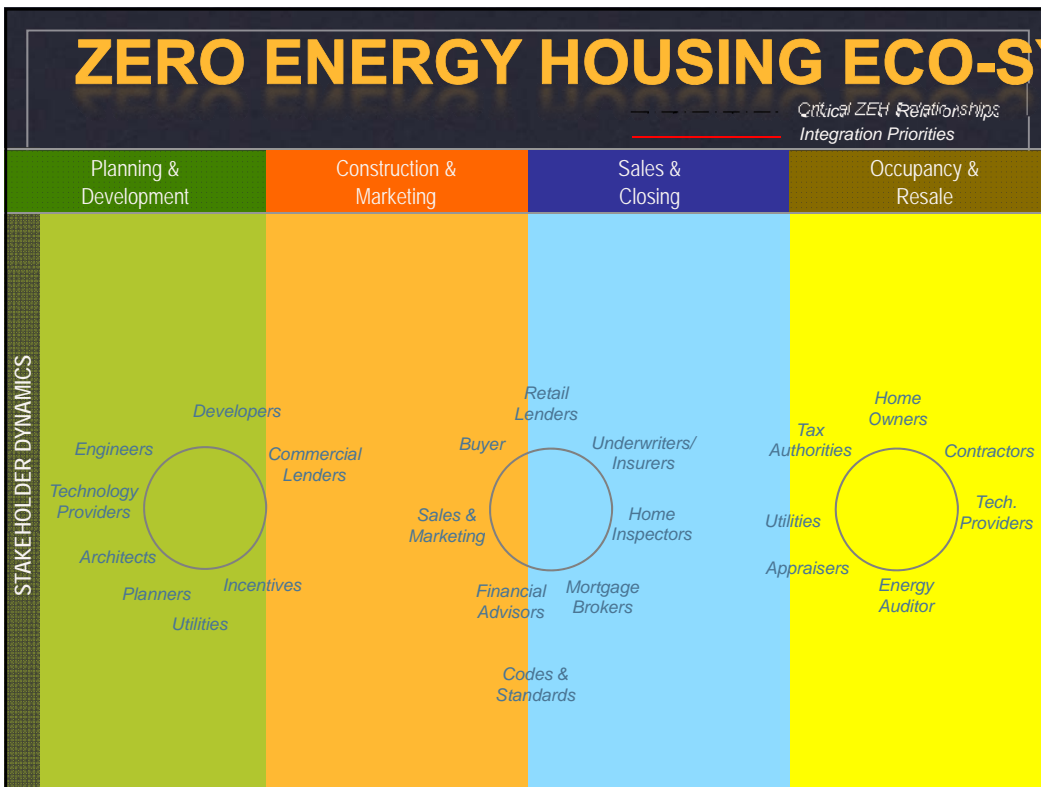 ZERO ENERGY HOUSING ECO-SY
Critical ZEH Relationships
Integration Priorities
Planning &
Development
Construction &
Marketing
Sales &
Closing
Occupancy &
Resale
STAKEHOLDER DYNAMICS
Developers
Engineers
Commercial
Lenders
Technology
Providers
Architects
Planners
Incentives
Utilities
Retail
Lenders
Buyer
Underwriters/
Insurers
Sales &
Marketing
Home
Inspectors
Financial
Advisors
Mortgage
Brokers
Codes &
Standards
Home
Owners
Tax
Authorities
Contractors
Tech.
Providers
Utilities
Appraisers
Energy
Auditor